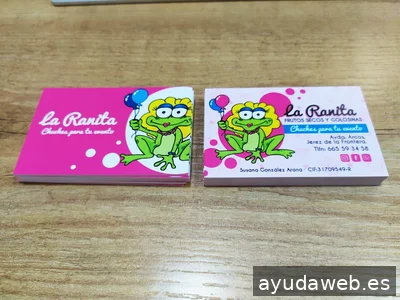 La Ranita
Chuches para tu evento
La Ranita
FRUTOS SECOS Y GOLOSINAS
Chuches para tu evento
Avda. Arcos,
Jerez de la Frontera.
Tlfn: 665 59 34 58
Susana González Arana CIF:31709549-R
ayudaweb.es